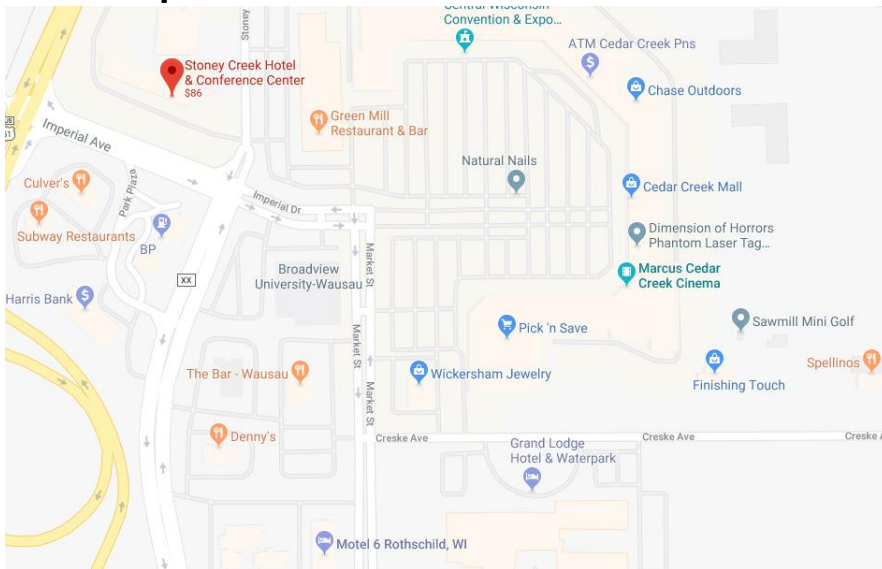 Central Wisconsin
Convention & Expo...
Stoney
ATM Cedar Creek Pns
Stoney Creek Hotel
& Conference Center
$86
Chase Outdoors
Green Mill
Restaurant & Bar
US
51
Imperial Ave
Natural Nails
Culver's
Park Plaza
Cedar Creek Mall
Imperial Dr
Subway Restaurants
BP
Dimension of Horrors
Phantom Laser Tag...
Market St
Broadview
University-Wausau
Marcus Cedar
Creek Cinema
XX
Harris Bank
Pick 'n Save
Sawmill Mini Golf
Market St
The Bar - Wausau
Wickersham Jewelry
Spellinos
Finishing Touch
Market St
Denny's
Creske Ave
Creske Ave
Creske
Grand Lodge
Hotel & Waterpark
Motel 6 Rothschild, WI